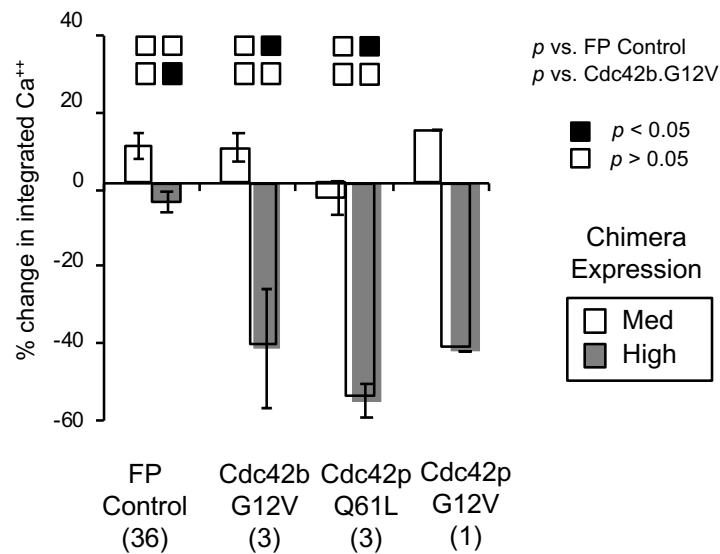 40
20
0
-20
-40
-60
% change in integrated Ca++
p vs. FP Control
p vs. Cdc42b.G12V
p < 0.05
p > 0.05
Chimera
Expression
Med
High
FP
Control
(36)
Cdc42b
G12V
(3)
Cdc42p
Q61L
(3)
Cdc42p
G12V
(1)